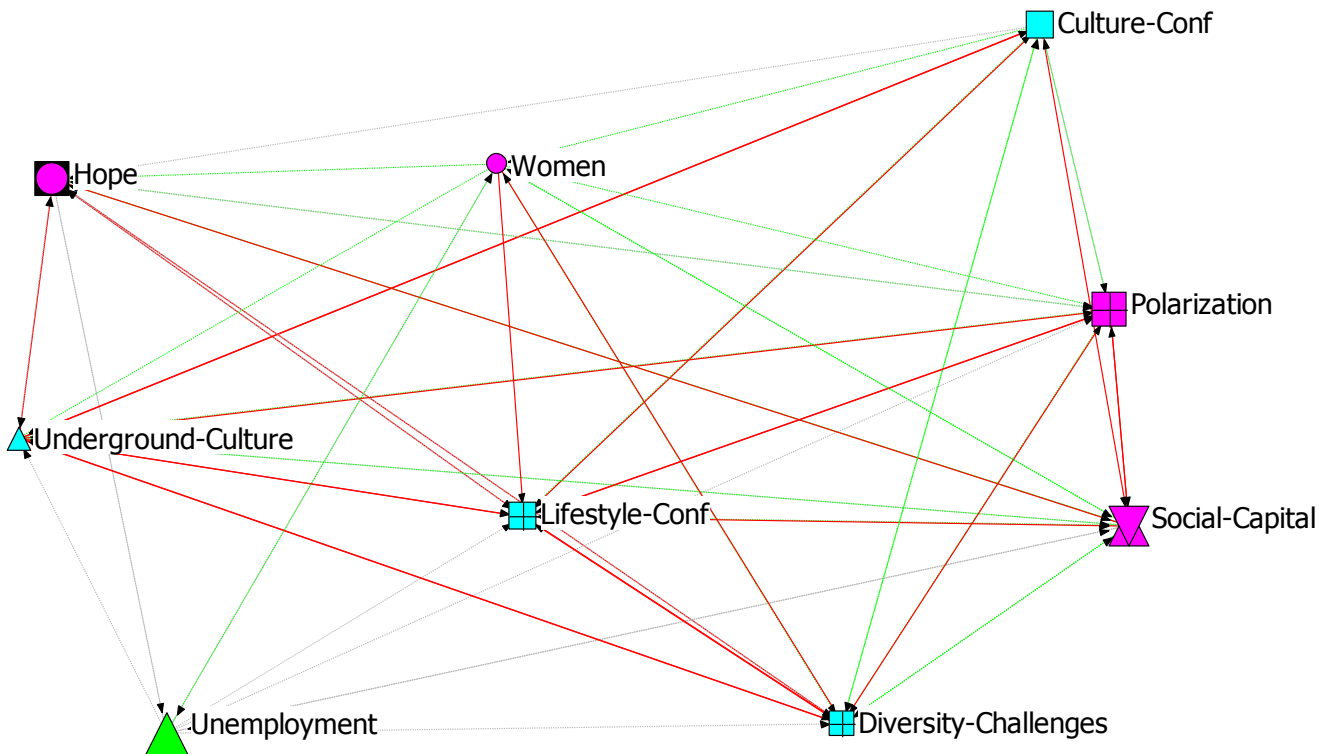 Culture-Conf
Hope
Women
Polarization
Underground-Culture
Lifestyle-Conf
Social-Capital
Unemployment
Diversity-Challenges